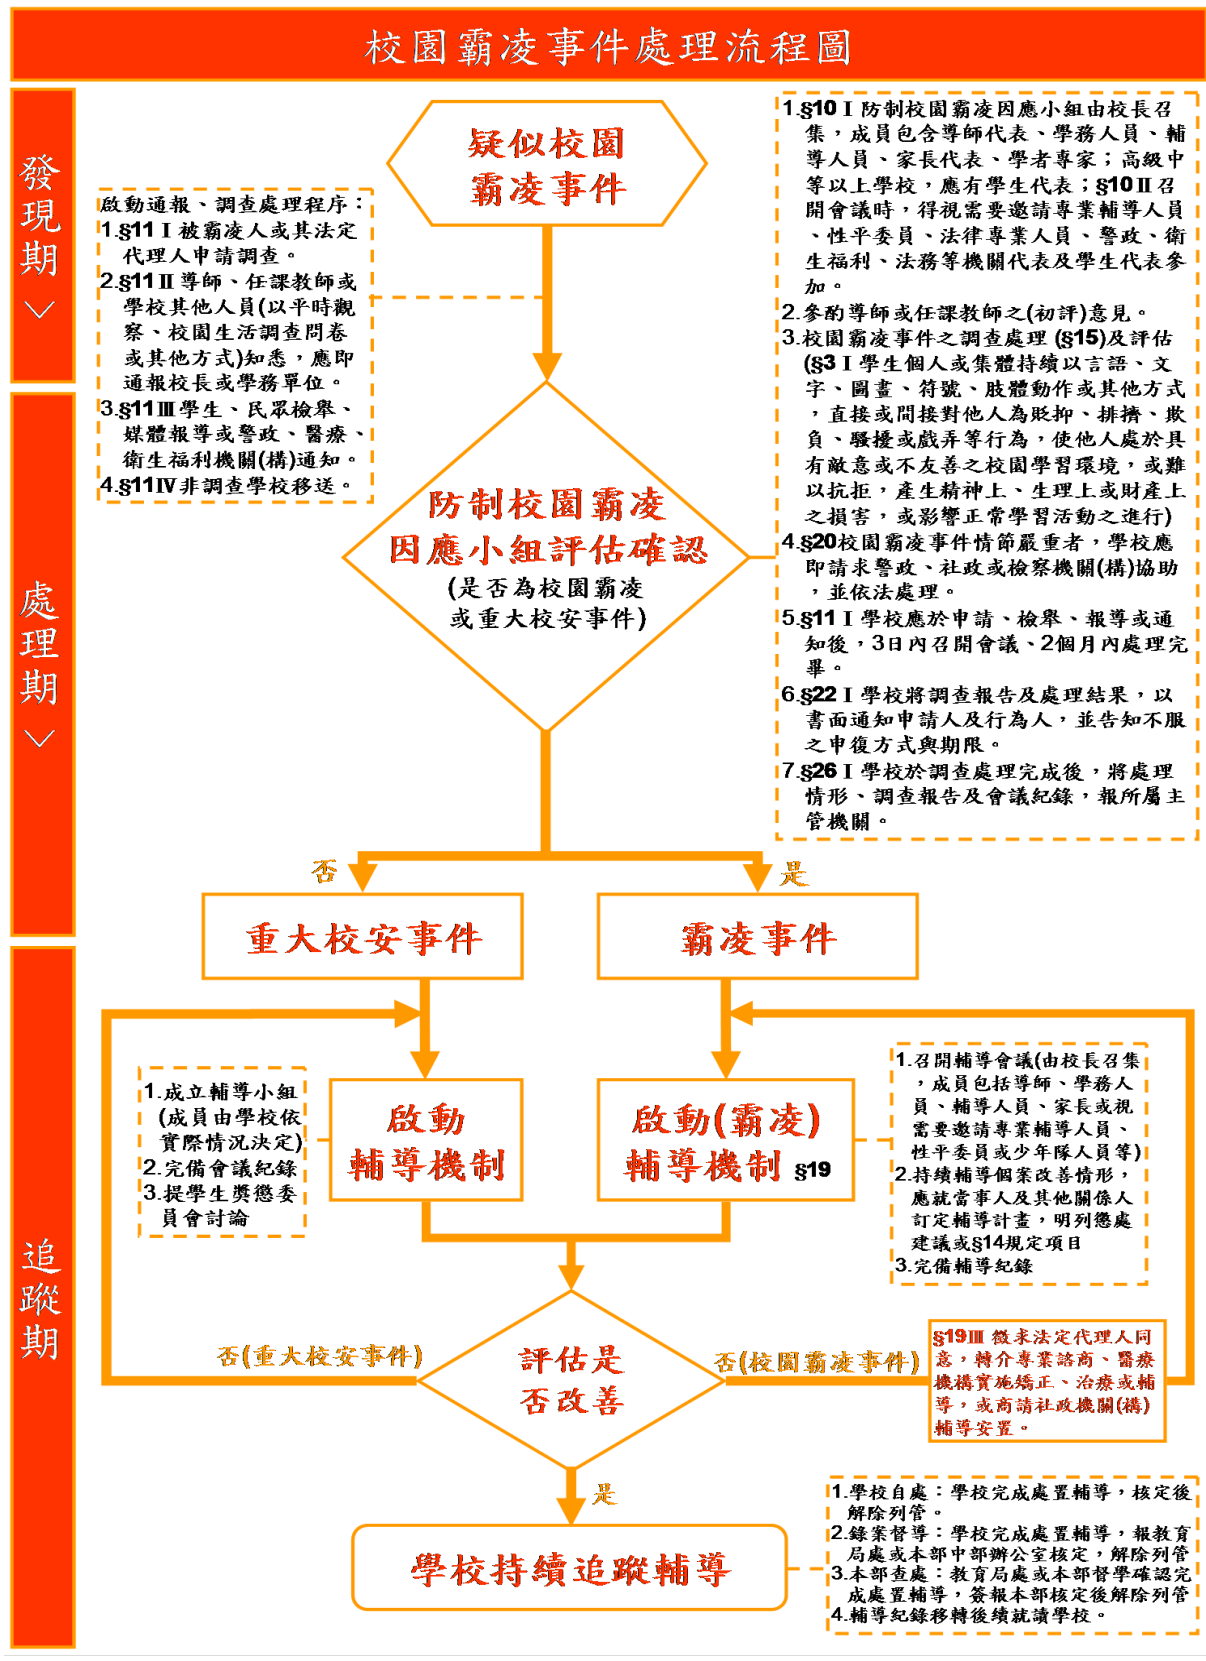 校園霸凌事件處理流程圖
發現期
疑似校園
霸凌事件
啟動通報、調查處理程序：
1.§11Ⅰ被霸凌人或其法定
代理人申請調查。
2.§11Ⅱ導師、任課教師或
學校其他人員(以平時觀
察、校園生活調查問卷
或其他方式)知悉，應即
通報校長或學務單位。
3.§11Ⅲ學生、民眾檢舉、
媒體報導或警政、醫療、
衛生福利機關(構)通知。
4.§11Ⅳ非調查學校移送。
1.§10Ⅰ防制校園霸凌因應小組由校長召
集，成員包含導師代表、學務人員、輔
導人員、家長代表、學者專家；高級中
等以上學校，應有學生代表；§10Ⅱ召
開會議時，得視需要邀請專業輔導人員
、性平委員、法律專業人員、警政、衛
生福利、法務等機關代表及學生代表參
加。
2.參酌導師或任課教師之(初評)意見。
3.校園霸凌事件之調查處理 (§15)及評估
(§3Ⅰ學生個人或集體持續以言語、文
字、圖畫、符號、肢體動作或其他方式
，直接或間接對他人為貶抑、排擠、欺
負、騷擾或戲弄等行為，使他人處於具
有敵意或不友善之校園學習環境，或難
以抗拒，產生精神上、生理上或財產上
之損害，或影響正常學習活動之進行)
4.§20校園霸凌事件情節嚴重者，學校應
即請求警政、社政或檢察機關(構)協助
，並依法處理。
5.§11Ⅰ學校應於申請、檢舉、報導或通
知後，3日內召開會議、2個月內處理完
畢。
6.§22Ⅰ學校將調查報告及處理結果，以
書面通知申請人及行為人，並告知不服
之申復方式與期限。
7.§26Ⅰ學校於調查處理完成後，將處理
情形、調查報告及會議紀錄，報所屬主
管機關。
處理期
防制校園霸凌
因應小組評估確認
(是否為校園霸凌
或重大校安事件)
否
是
重大校安事件
霸凌事件
追蹤期
1.成立輔導小組
(成員由學校依
實際情況決定)
2.完備會議紀錄
3.提學生獎懲委
員會討論
啟動
輔導機制
啟動(霸凌)
輔導機制 §19
1.召開輔導會議(由校長召集
，成員包括導師、學務人
員、輔導人員、家長或視
需要邀請專業輔導人員、
性平委員或少年隊人員等)
2.持續輔導個案改善情形，
應就當事人及其他關係人
訂定輔導計畫，明列懲處
建議或§14規定項目
3.完備輔導紀錄
否(重大校安事件)
評估是
否改善
否(校園霸凌事件)
§19Ⅲ 徵求法定代理人同
意，轉介專業諮商、醫療
機構實施矯正、治療或輔
導，或商請社政機關(構)
輔導安置。
是
學校持續追蹤輔導
1.學校自處：學校完成處置輔導，核定後
解除列管。
2.錄案督導：學校完成處置輔導，報教育
局處或本部中部辦公室核定，解除列管
3.本部查處：教育局處或本部督學確認完
成處置輔導，簽報本部核定後解除列管
4.輔導紀錄移轉後續就讀學校。